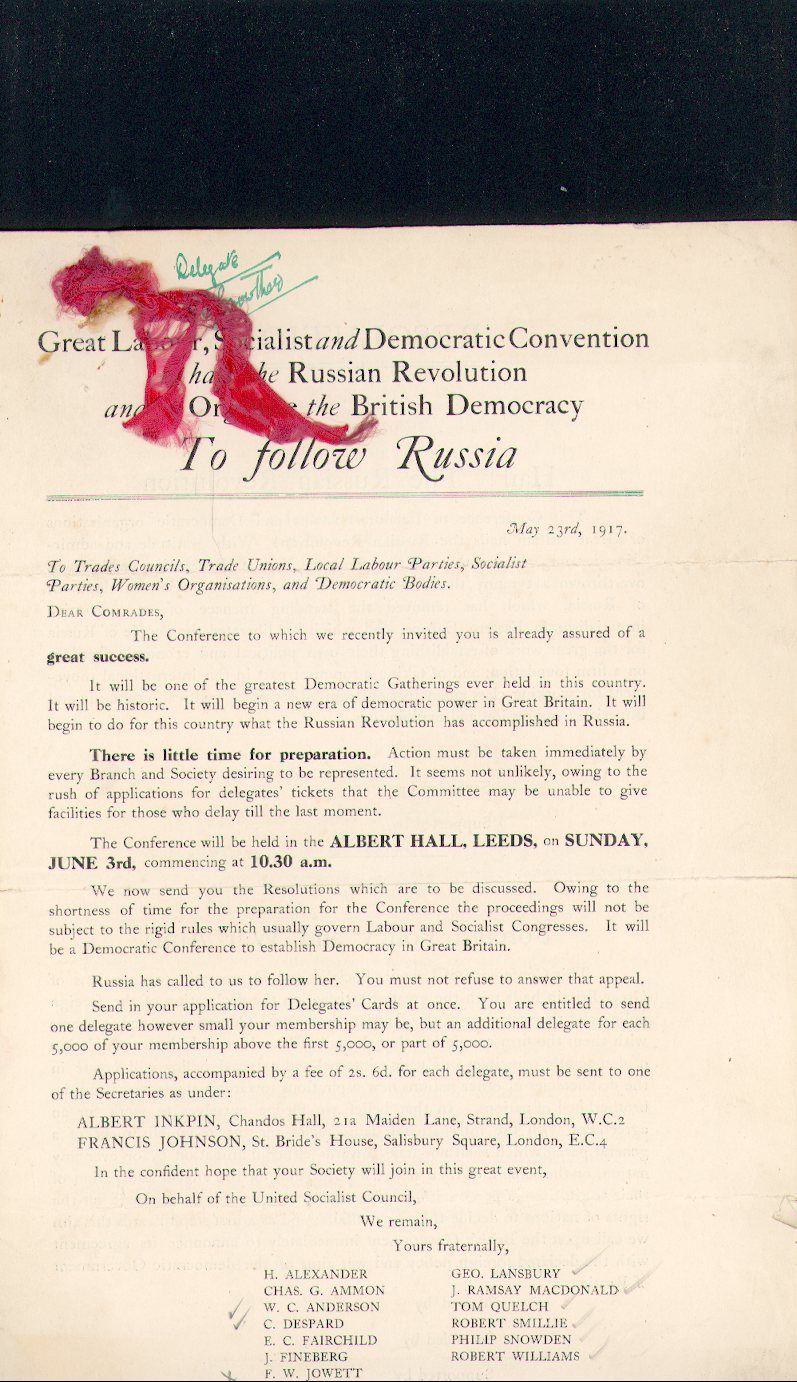 Delegate
Great La r, S cialist and Democratic Convention
ha he Russian Revolution
and Or e the British Democracy
To follow Russia
May 23rd, 1917.
To Trades Councils, Trade Unions, Local Labour Parties, Socialist
Parties, Women's Organisations, and Democratic Bodies.
DEAR COMRADES,
The Conference to which we recently invited you is already assured of a
great success.
It will be one of the greatest Democratic Gatherings ever held in this country.
It will be historic. It will begin a new era of democratic power in Great Britain. It will
begin to do for this country what the Russian Revolution has accomplished in Russia.
There is little time for preparation. Action must be taken immediately by
every Branch and Society desiring to be represented. It seems not unlikely, owing to the
rush of applications for delegates' tickets that the Committee may be unable to give
facilities for those who delay till the last moment.
The Conference will be held in the ALBERT HALL, LEEDS, on SUNDAY,
JUNE 3rd, commencing at 10.30 a.m.
We now send you the Resolutions which are to be discussed. Owing to the
shortness of time for the preparation for the Conference the proceedings will not be
subject to the rigid rules which usually govern Labour and Socialist Congresses. It will
be a Democratic Conference to establish Democracy in Great Britain.
Russia has called to us to follow her. You must not refuse to answer that appeal.
Send in your application for Delegates' Cards at once. You are entitled to send
one delegate however small your membership may be, but an additional delegate for each
5,000 of your membership above the first 5,000, or part of 5,000.
Applications, accompanied by a fee of 2s. 6d. for each delegate, must be sent to one
of the Secretaries as under:
ALBERT INKPIN, Chandos Hall, 21a Maiden Lane, Strand, London, W.C.2
FRANCIS JOHNSON, St. Bride's House, Salisbury Square, London, E.C.4
In the confident hope that your Society will join in this great event,
On behalf of the United Socialist Council,
We remain,
Yours fraternally,
H. ALEXANDER GEO. LANSBURY
CHAS. G. AMMON J. RAMSAY MACDONALD
W. C. ANDERSON TOM QUELCH
C. DESPARD ROBERT SMILLIE
E. C. FAIRCHILD PHILIP SNOWDEN
J. FINEBERG ROBERT WILLIAMS
F. W. JOWETT